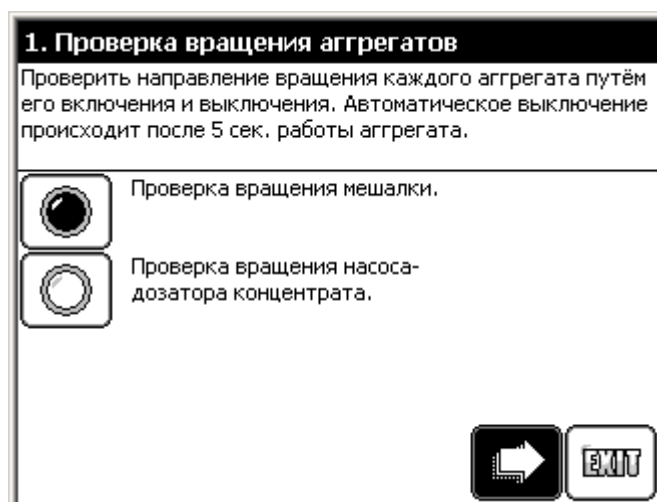 1. Проверка вращения аггрегатов
Проверить направление вращения каждого аггрегата путём
его включения и выключения. Автоматическое выключение
происходит после 5 сек. работы аггрегата.
Проверка вращения мешалки.
Проверка вращения насоса-
дозатора концентрата.
EXIT